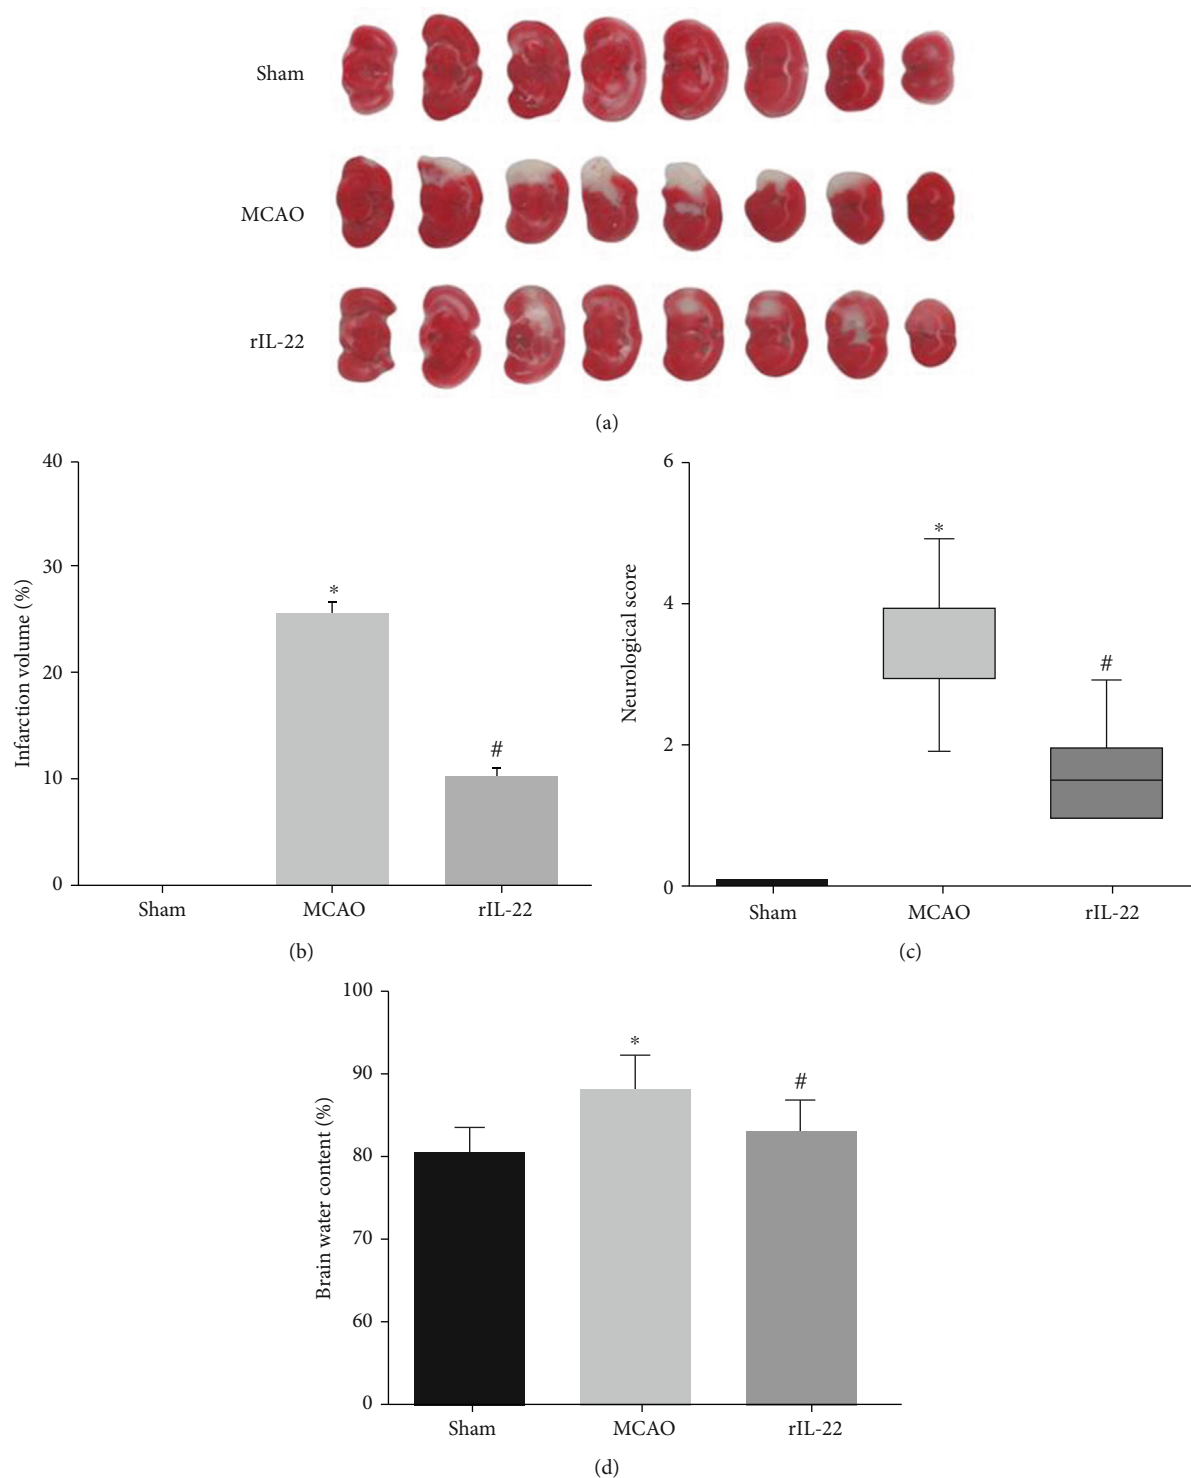 Sham
MCAO
rIL-22
(a)
40
30
20
10
0
Infarction volume (%)
*
#
Sham MCAO rIL-22
(b)
6
4
2
0
Neurological score
*
#
Sham MCAO rIL-22
(c)
100
90
80
70
60
0
Brain water content (%)
*
#
Sham MCAO rIL-22
(d)